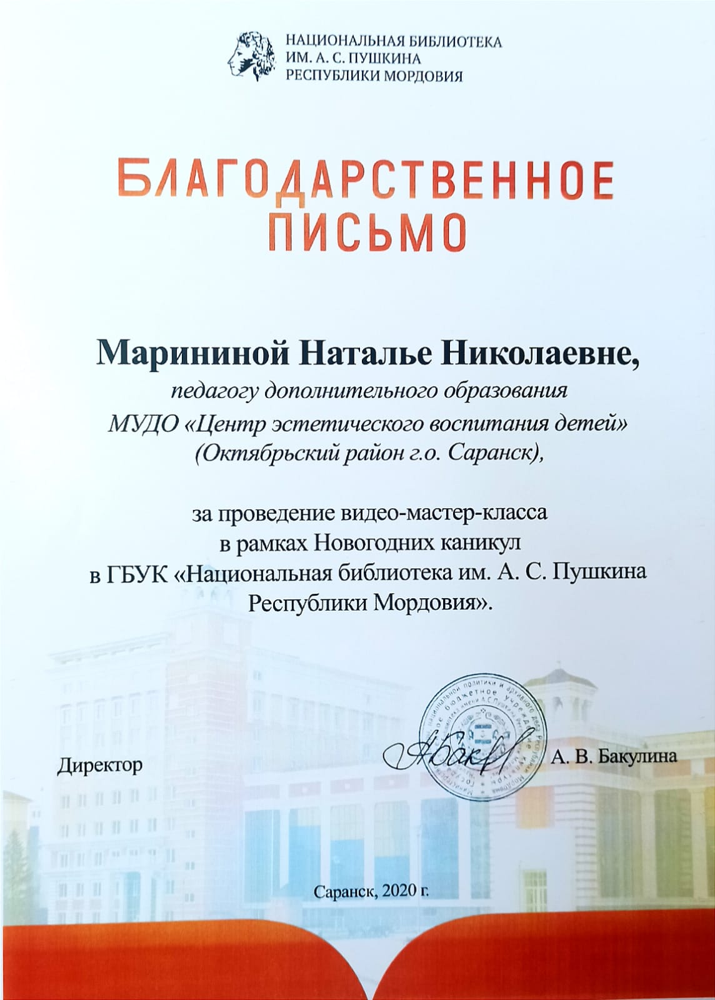 НАЦИОНАЛЬНАЯ БИБЛИОТЕКА
ИМ. А. С. ПУШКИНА
РЕСПУБЛИКИ МОРДОВИЯ
БЛАГОДАРСТВЕННОЕ
ПИСЬМО
Марининой Наталье Николаевне,
педагогу дополнительного образования
МУДО «Центр эстетического воспитания детей»
(Октябрьский район г.о. Саранск),
за проведение видео-мастер-класса
в рамках Новогодних каникул
в ГБУК «Национальная библиотека им. А. С. Пушкина
Республики Мордовия».
Директор
А. В. Бакулина
Саранск, 2020 г.